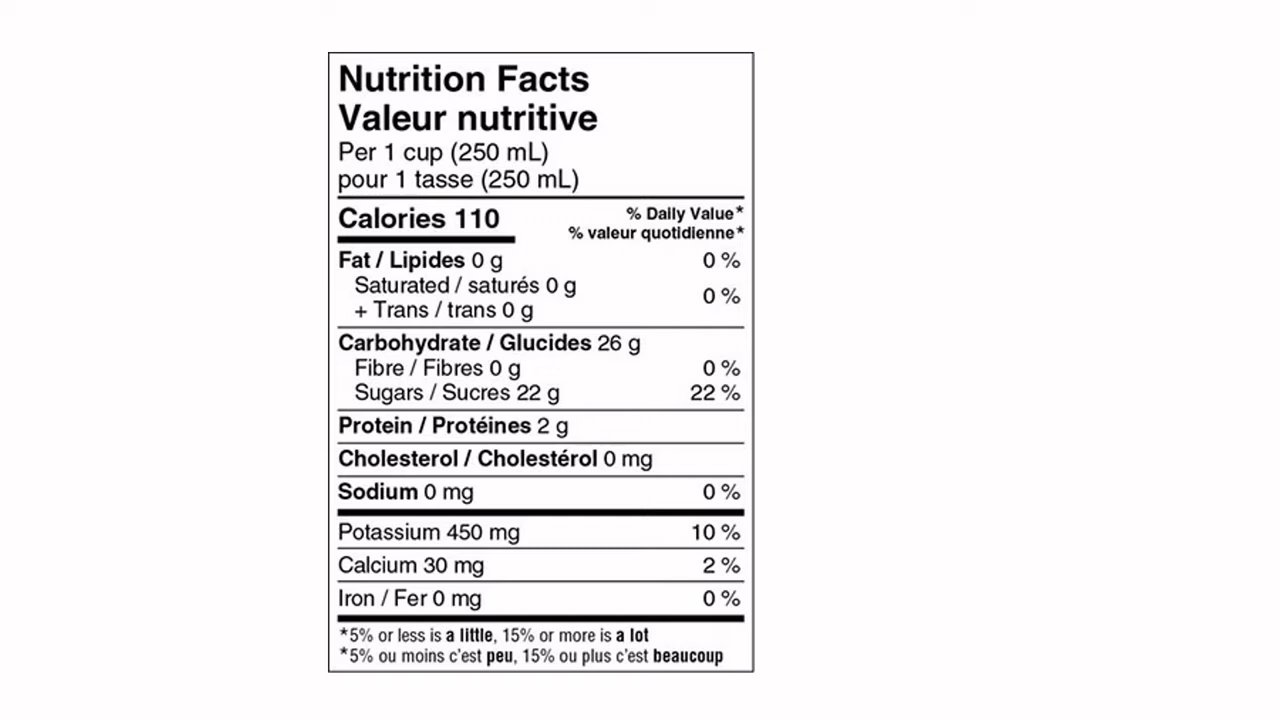 Nutrition Facts
Valeur nutritive
Per 1 cup (250 mL)
pour 1 tasse (250 mL)
Calories 110
% Daily Value*
% valeur quotidienne*
Fat / Lipides 0 g 0 %
Saturated / saturés 0 g
+ Trans / trans 0 g
0 %
Carbohydrate / Glucides 26 g
Fibre / Fibres 0 g 0 %
Sugars / Sucres 22 g 22 %
Protein / Protéines 2 g
Cholesterol / Cholestérol 0 mg
Sodium 0 mg 0 %
Potassium 450 mg 10 %
Calcium 30 mg 2 %
Iron / Fer 0 mg 0 %
*5% or less is a little, 15% or more is a lot
*5% ou moins c'est peu, 15% ou plus c'est beaucoup